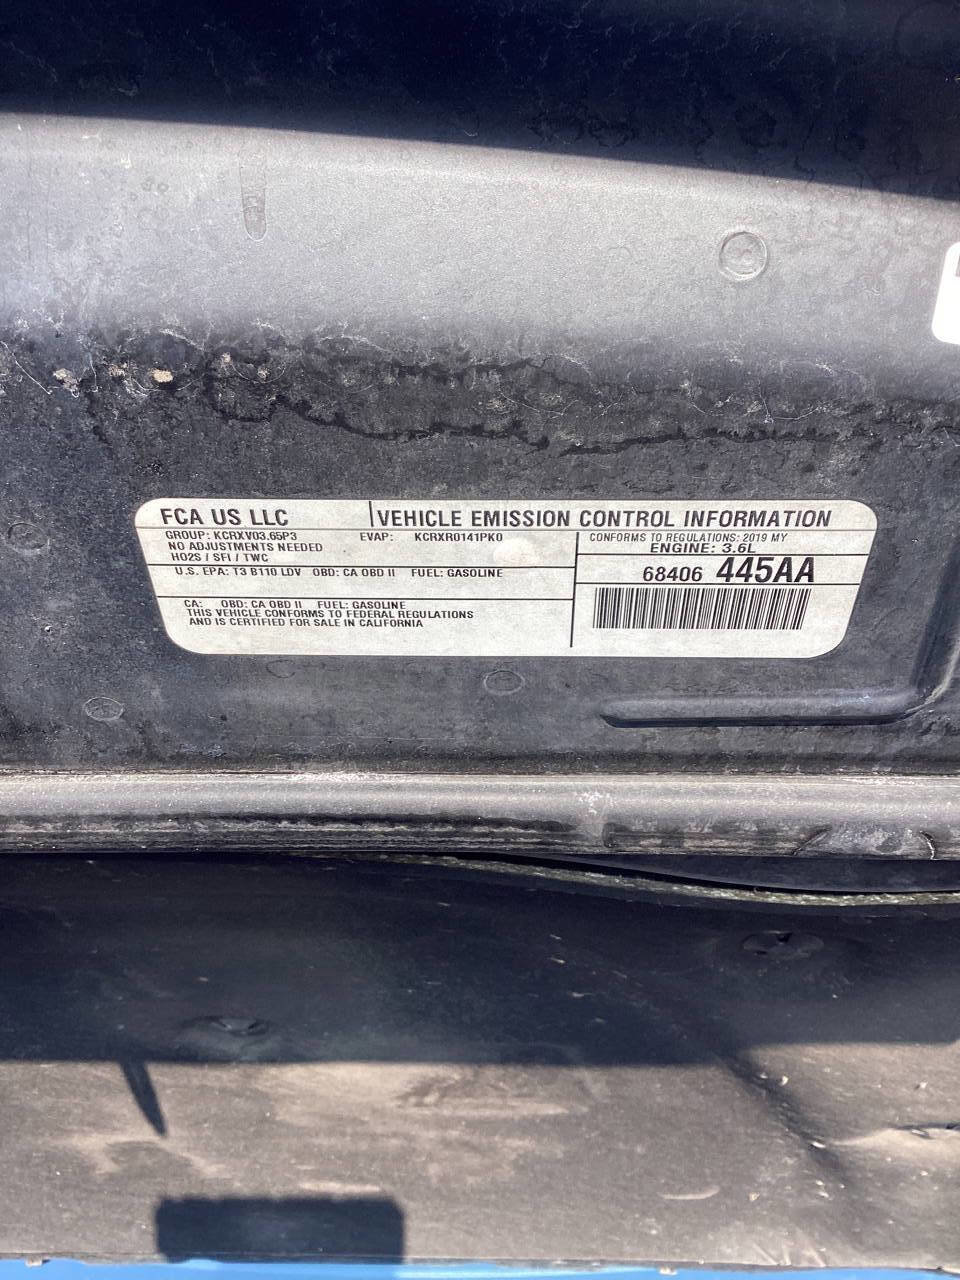 FCA US LLC
VEHICLE EMISSION CONTROL INFORMATION
GROUP: KCRXV03.65P3 EVAP: KCRXR0141PK0
NO ADJUSTMENTS NEEDED
HO2S / SFI / TWC
CONFORMS TO REGULATIONS: 2019 MY
ENGINE: 3.6L
U.S. EPA: T3 B110 LDV OBD: CA OBD II FUEL: GASOLINE
68406 445AA
CA: OBD: CA OBD II FUEL: GASOLINE
THIS VEHICLE CONFORMS TO FEDERAL REGULATIONS
AND IS CERTIFIED FOR SALE IN CALIFORNIA